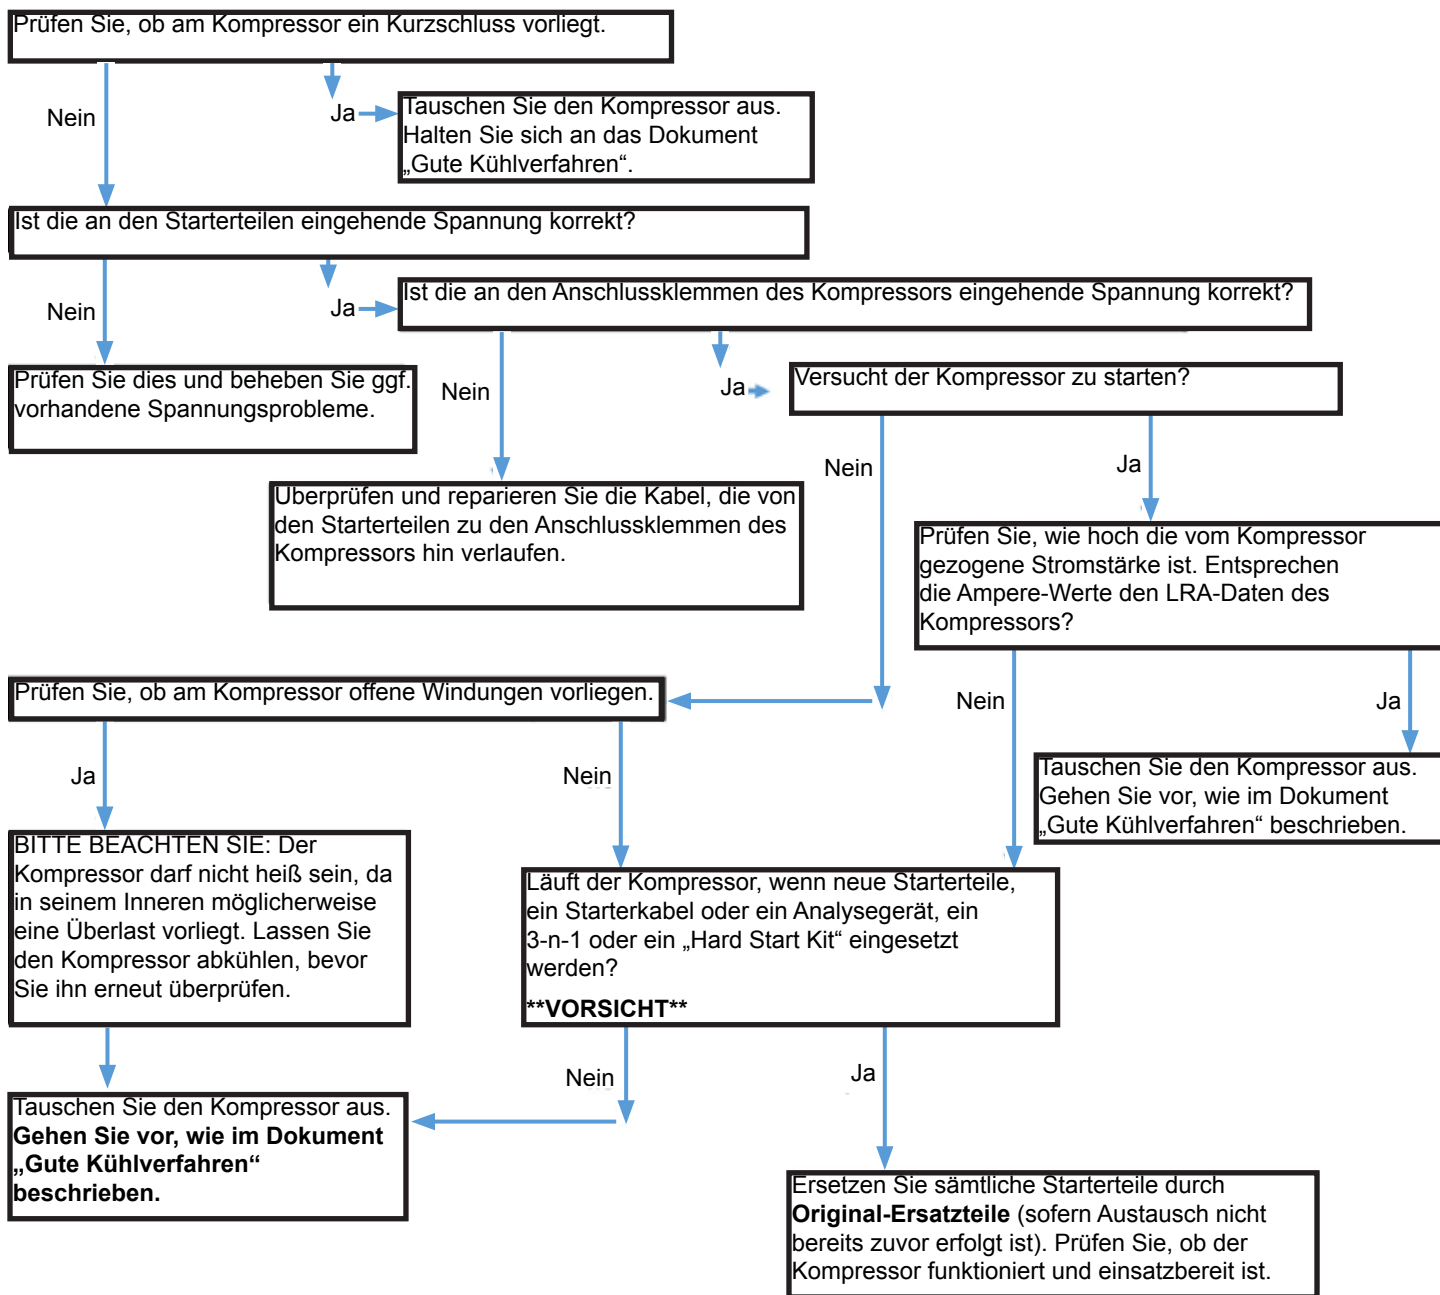 Prüfen Sie, ob am Kompressor ein Kurzschluss vorliegt.
Nein
Ja
Tauschen Sie den Kompressor aus.
Halten Sie sich an das Dokument
„Gute Kühlverfahren“.
Ist die an den Starterteilen eingehende Spannung korrekt?
Nein
Ja
Ist die an den Anschlussklemmen des Kompressors eingehende Spannung korrekt?
Prüfen Sie dies und beheben Sie ggf.
vorhandene Spannungsprobleme.
Nein
Ja
Versucht der Kompressor zu starten?
Überprüfen und reparieren Sie die Kabel, die von
den Starterteilen zu den Anschlussklemmen des
Kompressors hin verlaufen.
Nein
Ja
Prüfen Sie, wie hoch die vom Kompressor
gezogene Stromstärke ist. Entsprechen
die Ampere-Werte den LRA-Daten des
Kompressors?
Prüfen Sie, ob am Kompressor offene Windungen vorliegen.
Nein
Ja
Tauschen Sie den Kompressor aus.
Gehen Sie vor, wie im Dokument
„Gute Kühlverfahren“ beschrieben.
Ja
Nein
BITTE BEACHTEN SIE: Der
Kompressor darf nicht heiß sein, da
in seinem Inneren möglicherweise
eine Überlast vorliegt. Lassen Sie
den Kompressor abkühlen, bevor
Sie ihn erneut überprüfen.
Läuft der Kompressor, wenn neue Starterteile,
ein Starterkabel oder ein Analysegerät, ein
3-n-1 oder ein „Hard Start Kit“ eingesetzt
werden?
**VORSICHT**
Nein
Ja
Tauschen Sie den Kompressor aus.
Gehen Sie vor, wie im Dokument
„Gute Kühlverfahren“
beschrieben.
Ersetzen Sie sämtliche Starterteile durch
Original-Ersatzteile (sofern Austausch nicht
bereits zuvor erfolgt ist). Prüfen Sie, ob der
Kompressor funktioniert und einsatzbereit ist.